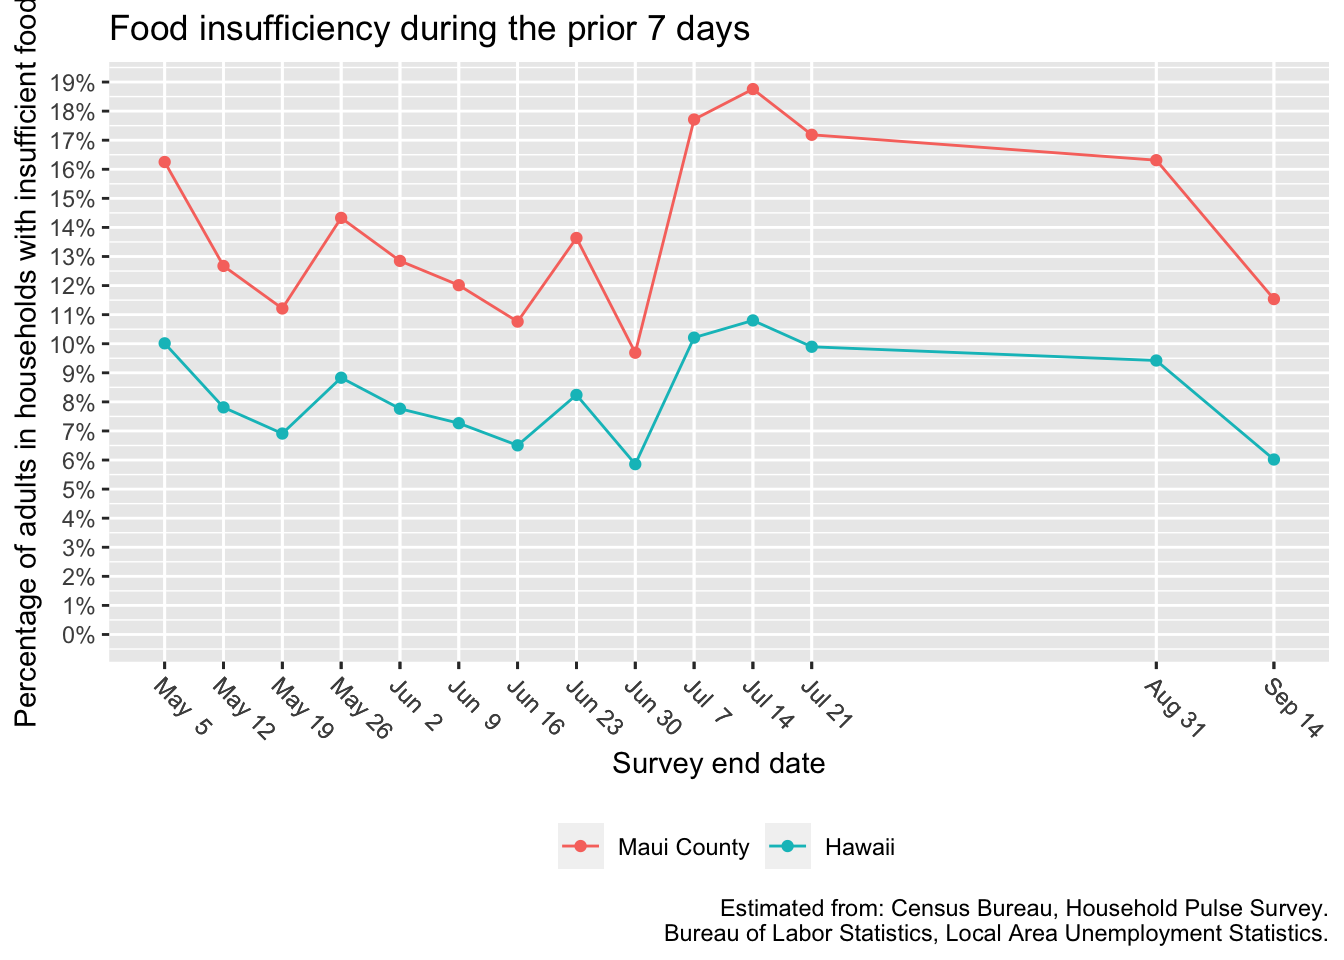 Food insufficiency during the prior 7 days
Percentage of adults in households with insufficient food
19%
18%
17%
16%
15%
14%
13%
12%
11%
10%
9%
8%
7%
6%
5%
4%
3%
2%
1%
0%
May 5
May 12
May 19
May 26
Jun 2
Jun 9
Jun 16
Jun 23
Jun 30
Jul 7
Jul 14
Jul 21
Aug 31
Sep 14
Survey end date
Maui County
Hawaii
Estimated from: Census Bureau, Household Pulse Survey.
Bureau of Labor Statistics, Local Area Unemployment Statistics.